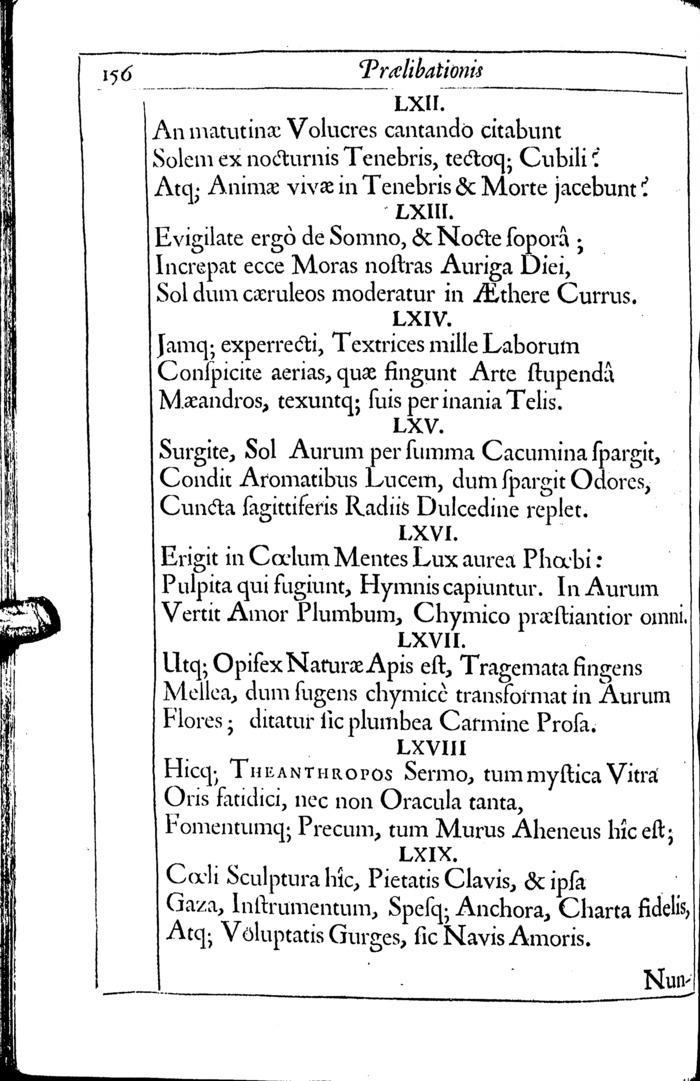 156 Prælibationis
LXII.
An matutinæ Volucres cantando citabunt
Solem ex nocturnis Tenebris, tectoq; Cubili?
Atq; Animæ vivæ in Tenebris & Morte jacebunt?
LXIII.
Evigilate ergò de Somno, & Nocte ſoporâ ;
Increpat ecce Moras noſtras Auriga Diei,
Sol dum cæruleos moderatur in Æthere Currus.
LXIV.
Jamq; experrecti, Textrices mille Laborum
Conſpicite aerias, quæ fingunt Arte ſtupendâ
Mæandros, texuntq; ſuis per inania Telis.
LXV.
Surgite, Sol Aurum per ſumma Cacumina ſpargit,
Condit Aromatibus Lucem, dum ſpargit Odores,
Cuncta ſagittiferis Radiis Dulcedine replet.
LXVI.
Erigit in Cœlum Mentes Lux aurea Phœbi :
Pulpita qui fugiunt, Hymnis capiuntur. In Aurum
Vertit Amor Plumbum, Chymico præſtiantior omni.
LXVII.
Utq; Opifex Naturæ Apis eſt, Tragemata fingens
Mellea, dum ſugens chymicè transformat in Aurum
Flores ; ditatur ſic plumbea Carmine Proſa.
LXVIII
Hicq; THEANTHROPOS Sermo, tum myſtica Vitra
Oris fatidici, nec non Oracula tanta,
Fomentumq; Precum, tum Murus Aheneus hîc eſt;
LXIX.
Cœli Sculptura hîc, Pietatis Clavis, & ipſa
Gaza, Inſtrumentum, Spesq; Anchora, Charta fidelis,
Atq; Voluptatis Gurges, ſic Navis Amoris.
Nun-